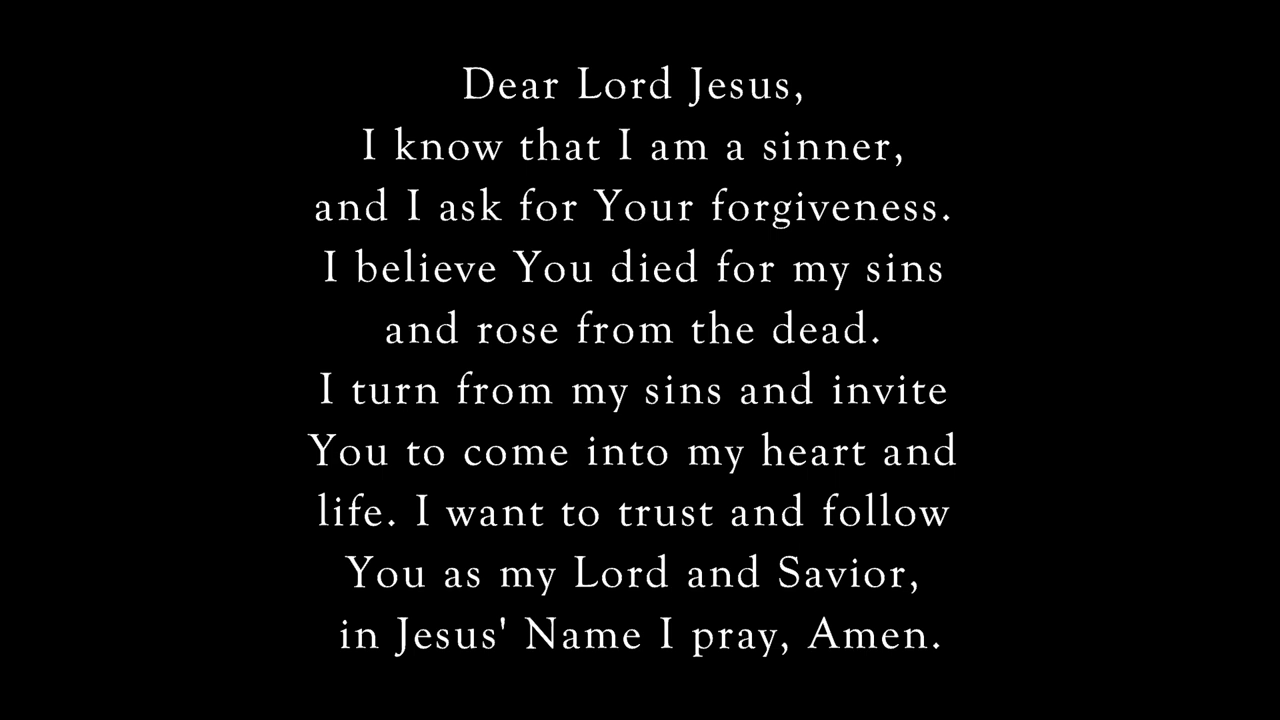 Dear Lord Jesus,
I know that I am a sinner,
and I ask for Your forgiveness.
I believe You died for my sins
and rose from the dead.
I turn from my sins and invite
You to come into my heart and
life. I want to trust and follow
You as my Lord and Savior,
in Jesus' Name I pray, Amen.